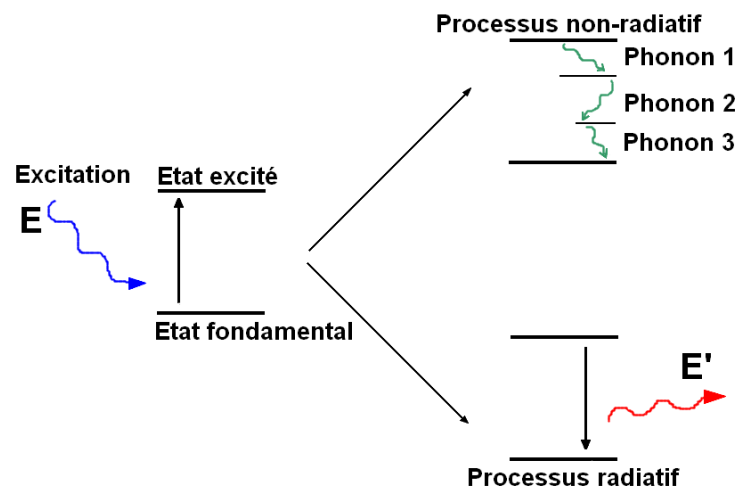 Processus non-radiatif
Phonon 1
Phonon 2
Phonon 3
Excitation
Etat excité
E
Etat fondamental
E'
Processus radiatif